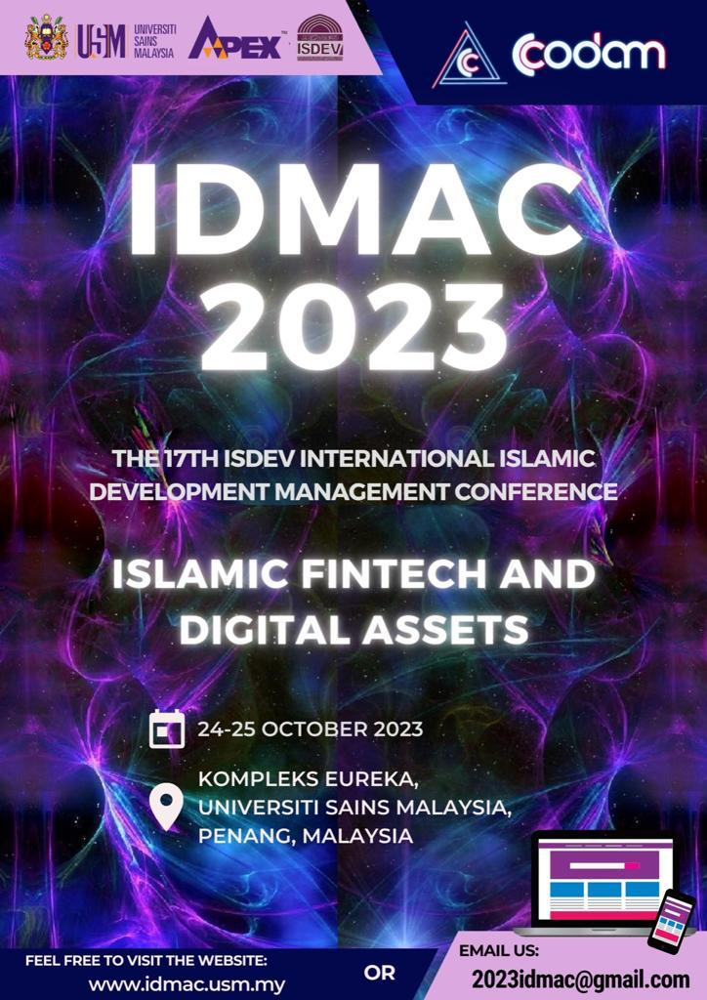 USM
UNIVERSITI
SAINS
MALAYSIA
APEX™
ISDEV
C
codam
IDMAC
2023
THE 17TH ISDEV INTERNATIONAL ISLAMIC
DEVELOPMENT MANAGEMENT CONFERENCE
ISLAMIC FINTECH AND
DIGITAL ASSETS
24-25 OCTOBER 2023
KOMPLEKS EUREKA,
UNIVERSITI SAINS MALAYSIA,
PENANG, MALAYSIA
FEEL FREE TO VISIT THE WEBSITE:
www.idmac.usm.my
OR
EMAIL US:
2023idmac@gmail.com